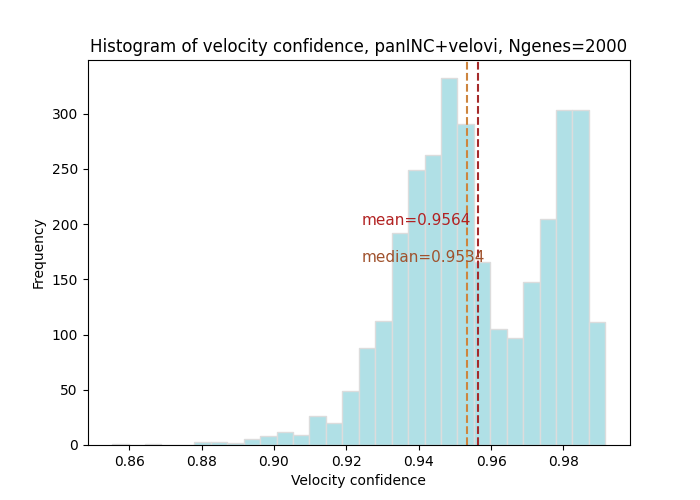 Histogram of velocity confidence, panINC+velovi, Ngenes=2000
300
250
200
150
100
50
0
Frequency
mean=0.9564
median=0.9534
0.86 0.88 0.90 0.92 0.94 0.96 0.98
Velocity confidence